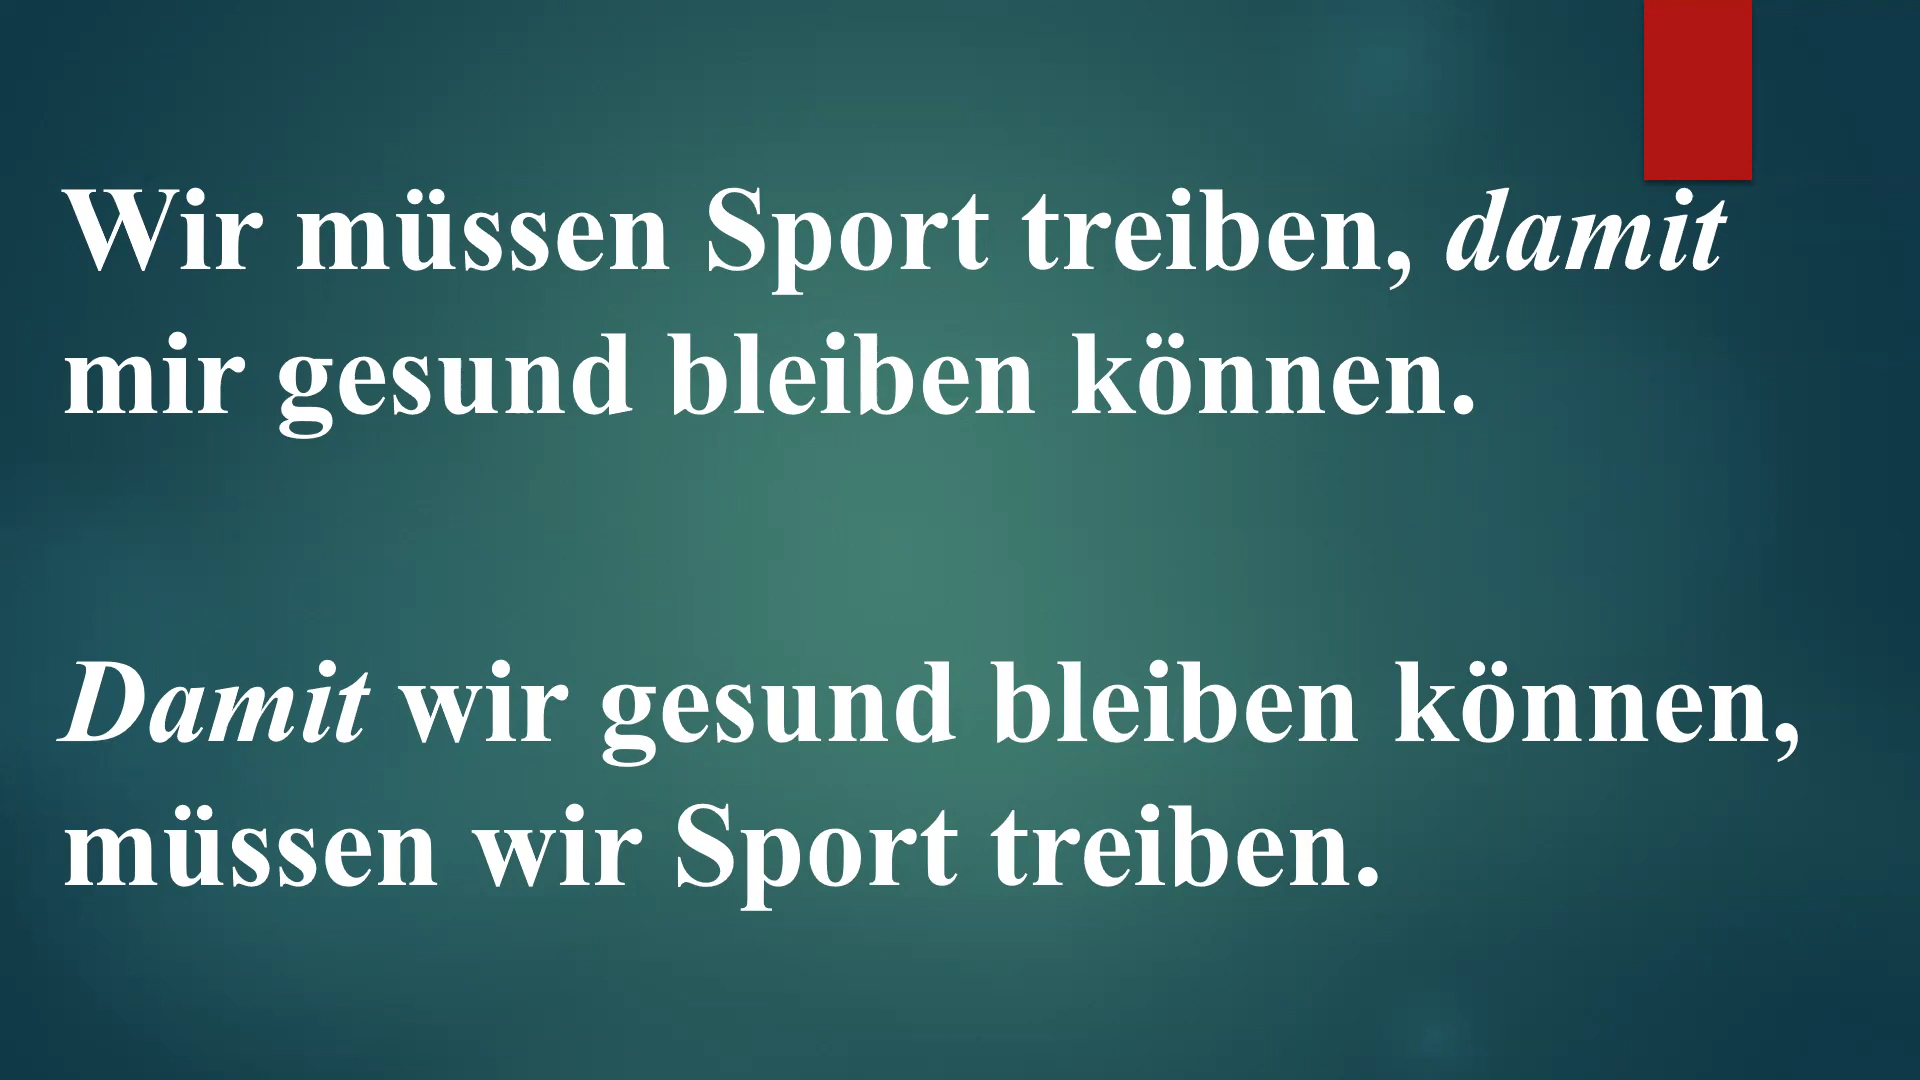 Wir müssen Sport treiben, damit
mir gesund bleiben können.
Damit wir gesund bleiben können,
müssen wir Sport treiben.